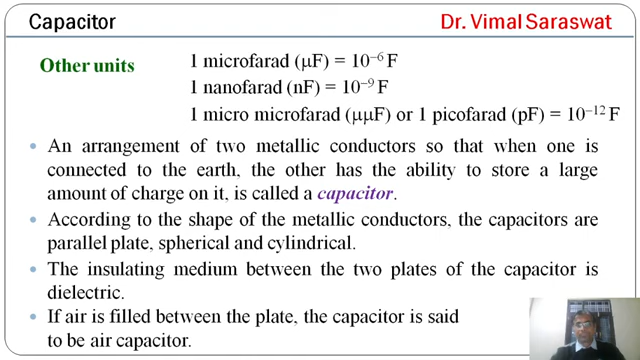 Capacitor
Dr. Vimal Saraswat
Other units
1 microfarad (μF) = 10⁻⁶ F
1 nanofarad (nF) = 10⁻⁹ F
1 micro microfarad (μμF) or 1 picofarad (pF) = 10⁻¹² F
• An arrangement of two metallic conductors so that when one is
connected to the earth, the other has the ability to store a large
amount of charge on it, is called a capacitor.
• According to the shape of the metallic conductors, the capacitors are
parallel plate, spherical and cylindrical.
• The insulating medium between the two plates of the capacitor is
dielectric.
• If air is filled between the plate, the capacitor is said
to be air capacitor.